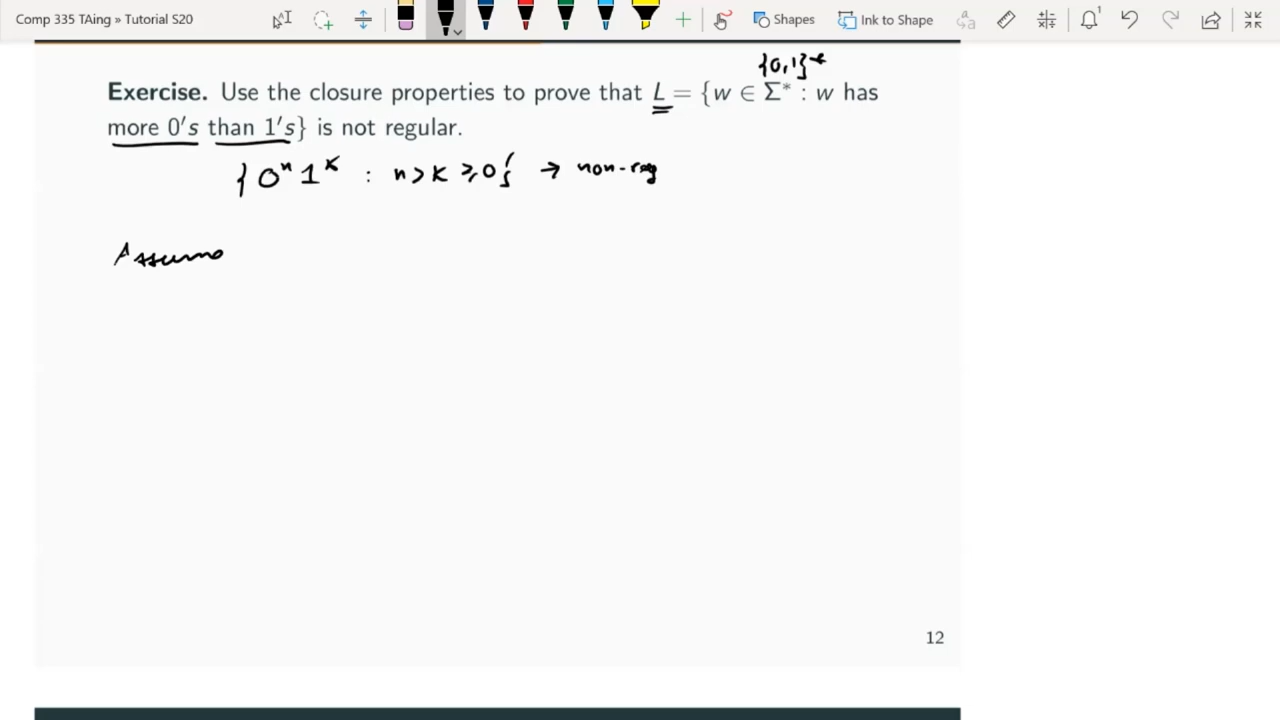 Comp 335 TAing » Tutorial S20
Shapes
Ink to Shape
{0,1}*
Exercise. Use the closure properties to prove that L = {w ∈ Σ* : w has
more 0's than 1's} is not regular.
{ 0ⁿ 1ᵏ : n > k ⩾ 0 } → non-reg
Assume
12